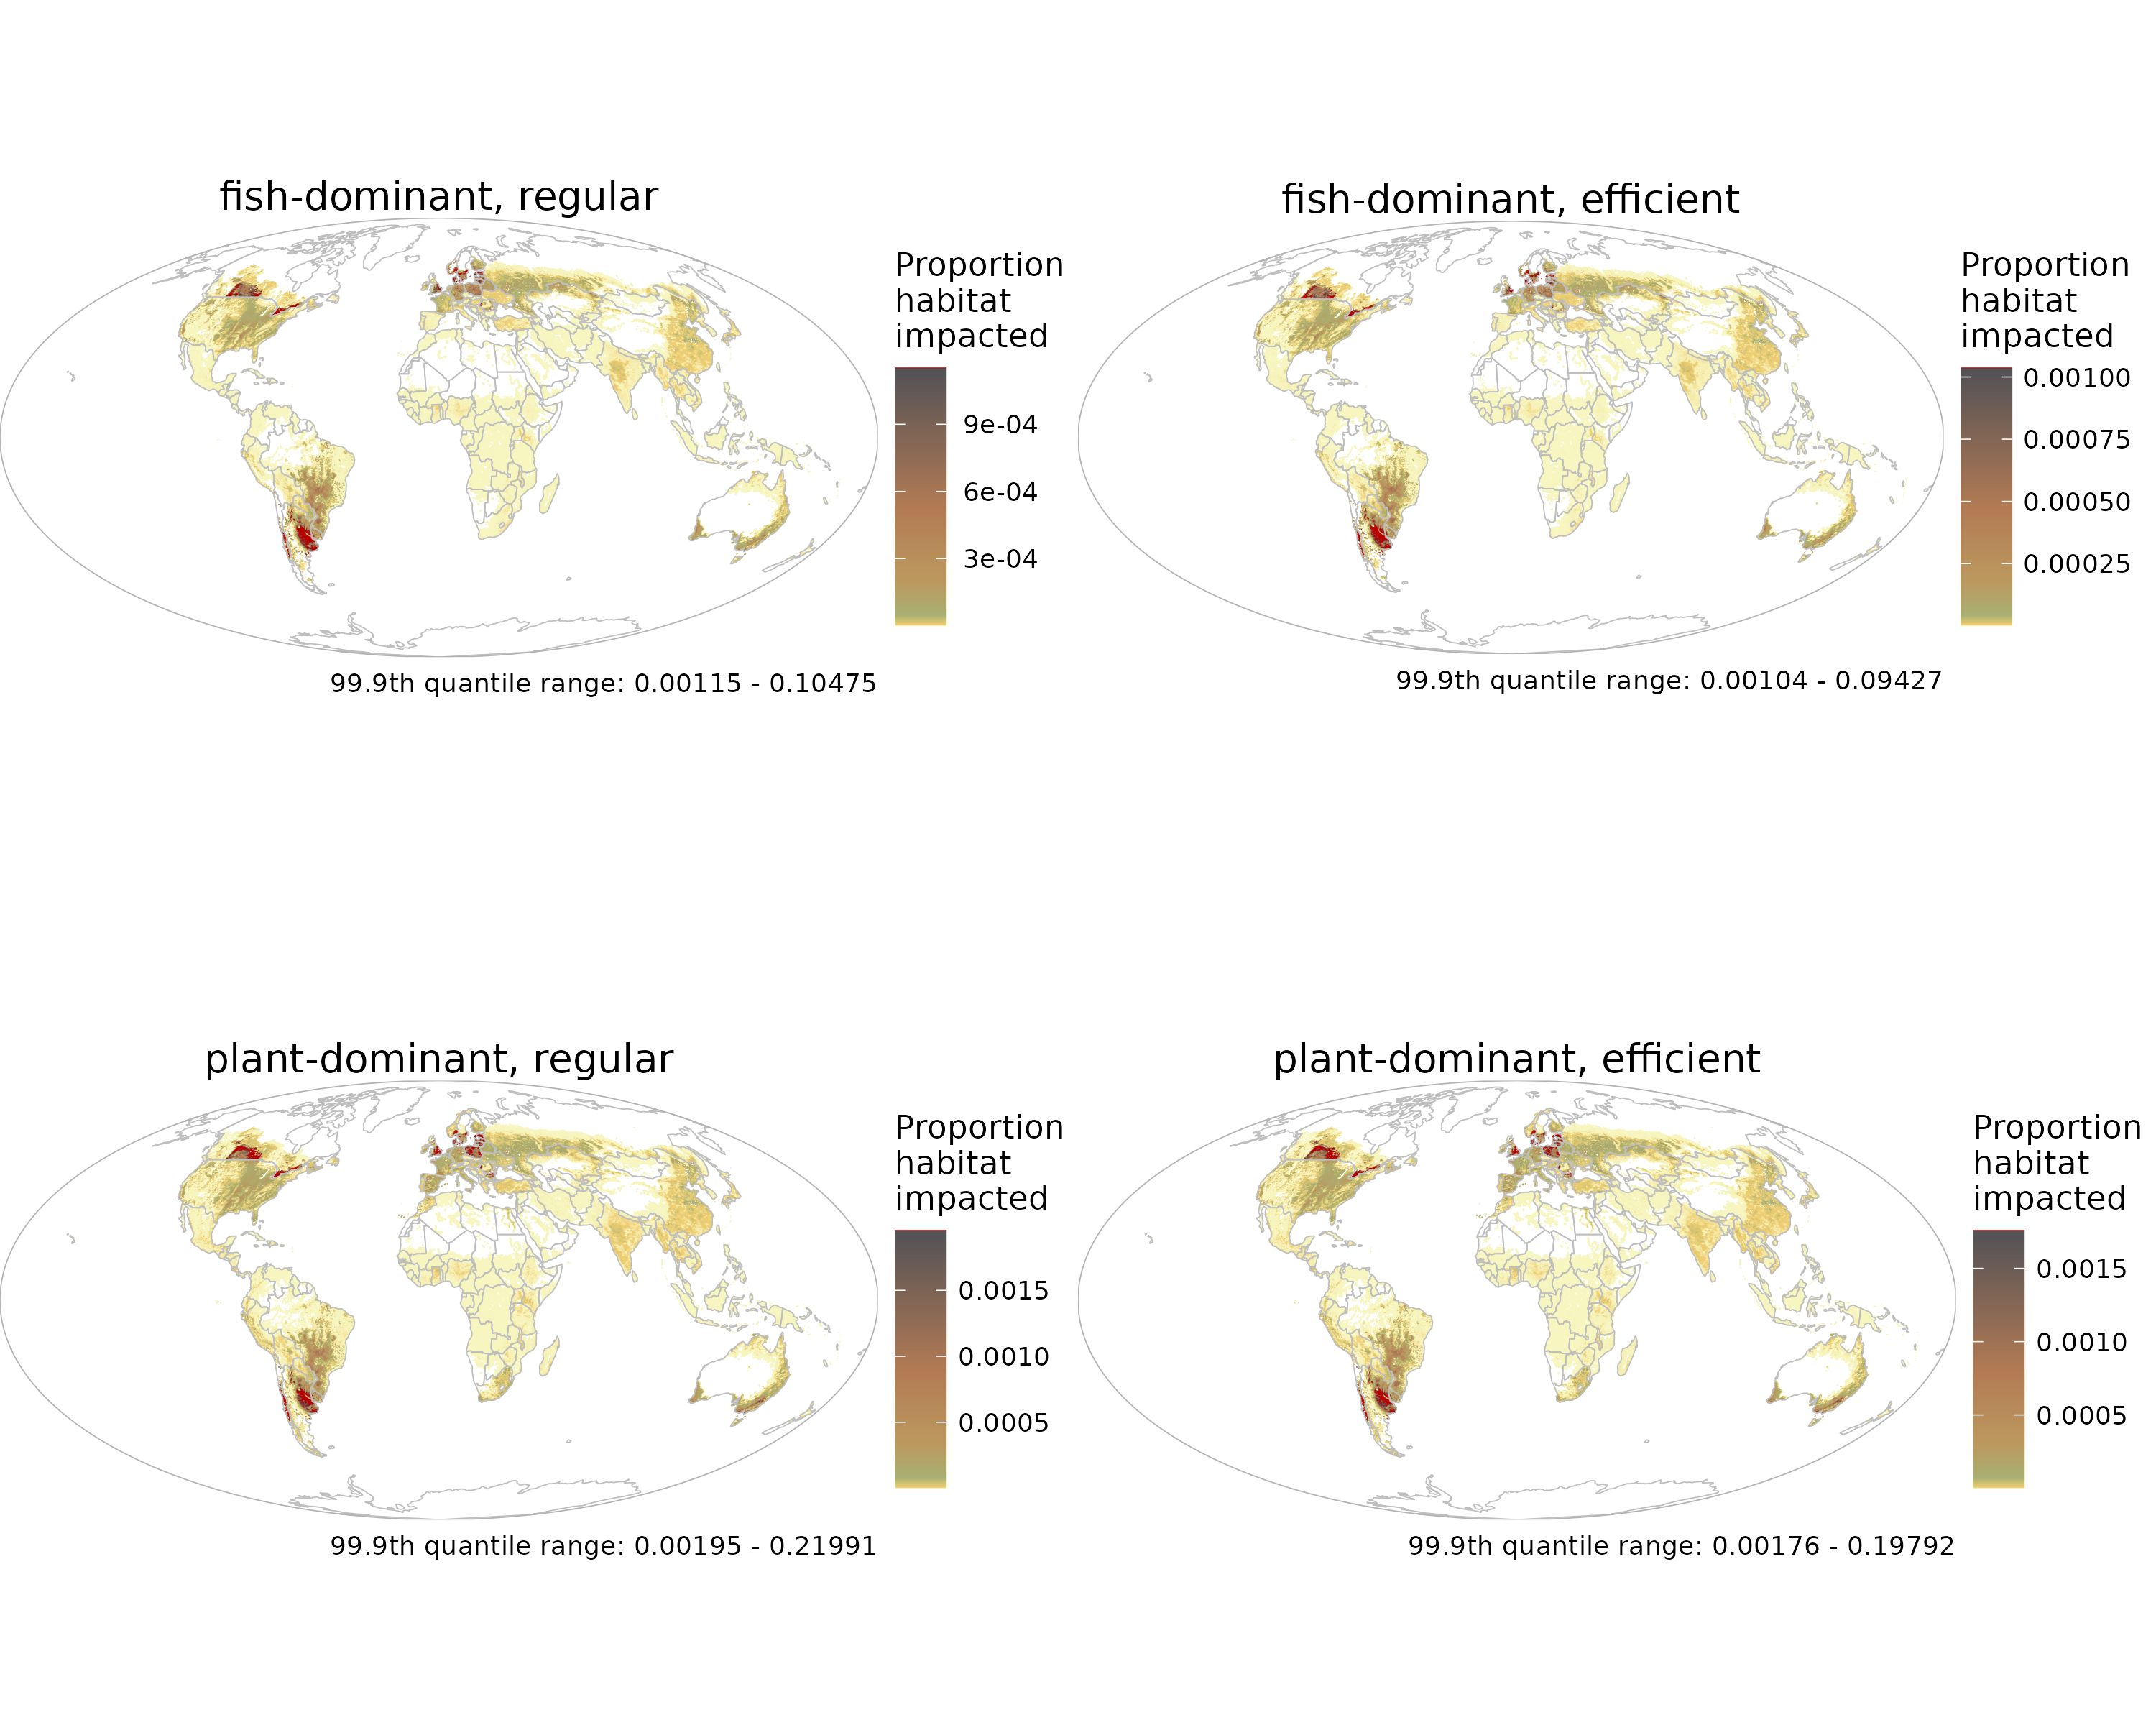 fish-dominant, regular
Proportion
habitat
impacted
9e-04
6e-04
3e-04
99.9th quantile range: 0.00115 - 0.10475
fish-dominant, efficient
Proportion
habitat
impacted
0.00100
0.00075
0.00050
0.00025
99.9th quantile range: 0.00104 - 0.09427
plant-dominant, regular
Proportion
habitat
impacted
0.0015
0.0010
0.0005
99.9th quantile range: 0.00195 - 0.21991
plant-dominant, efficient
Proportion
habitat
impacted
0.0015
0.0010
0.0005
99.9th quantile range: 0.00176 - 0.19792